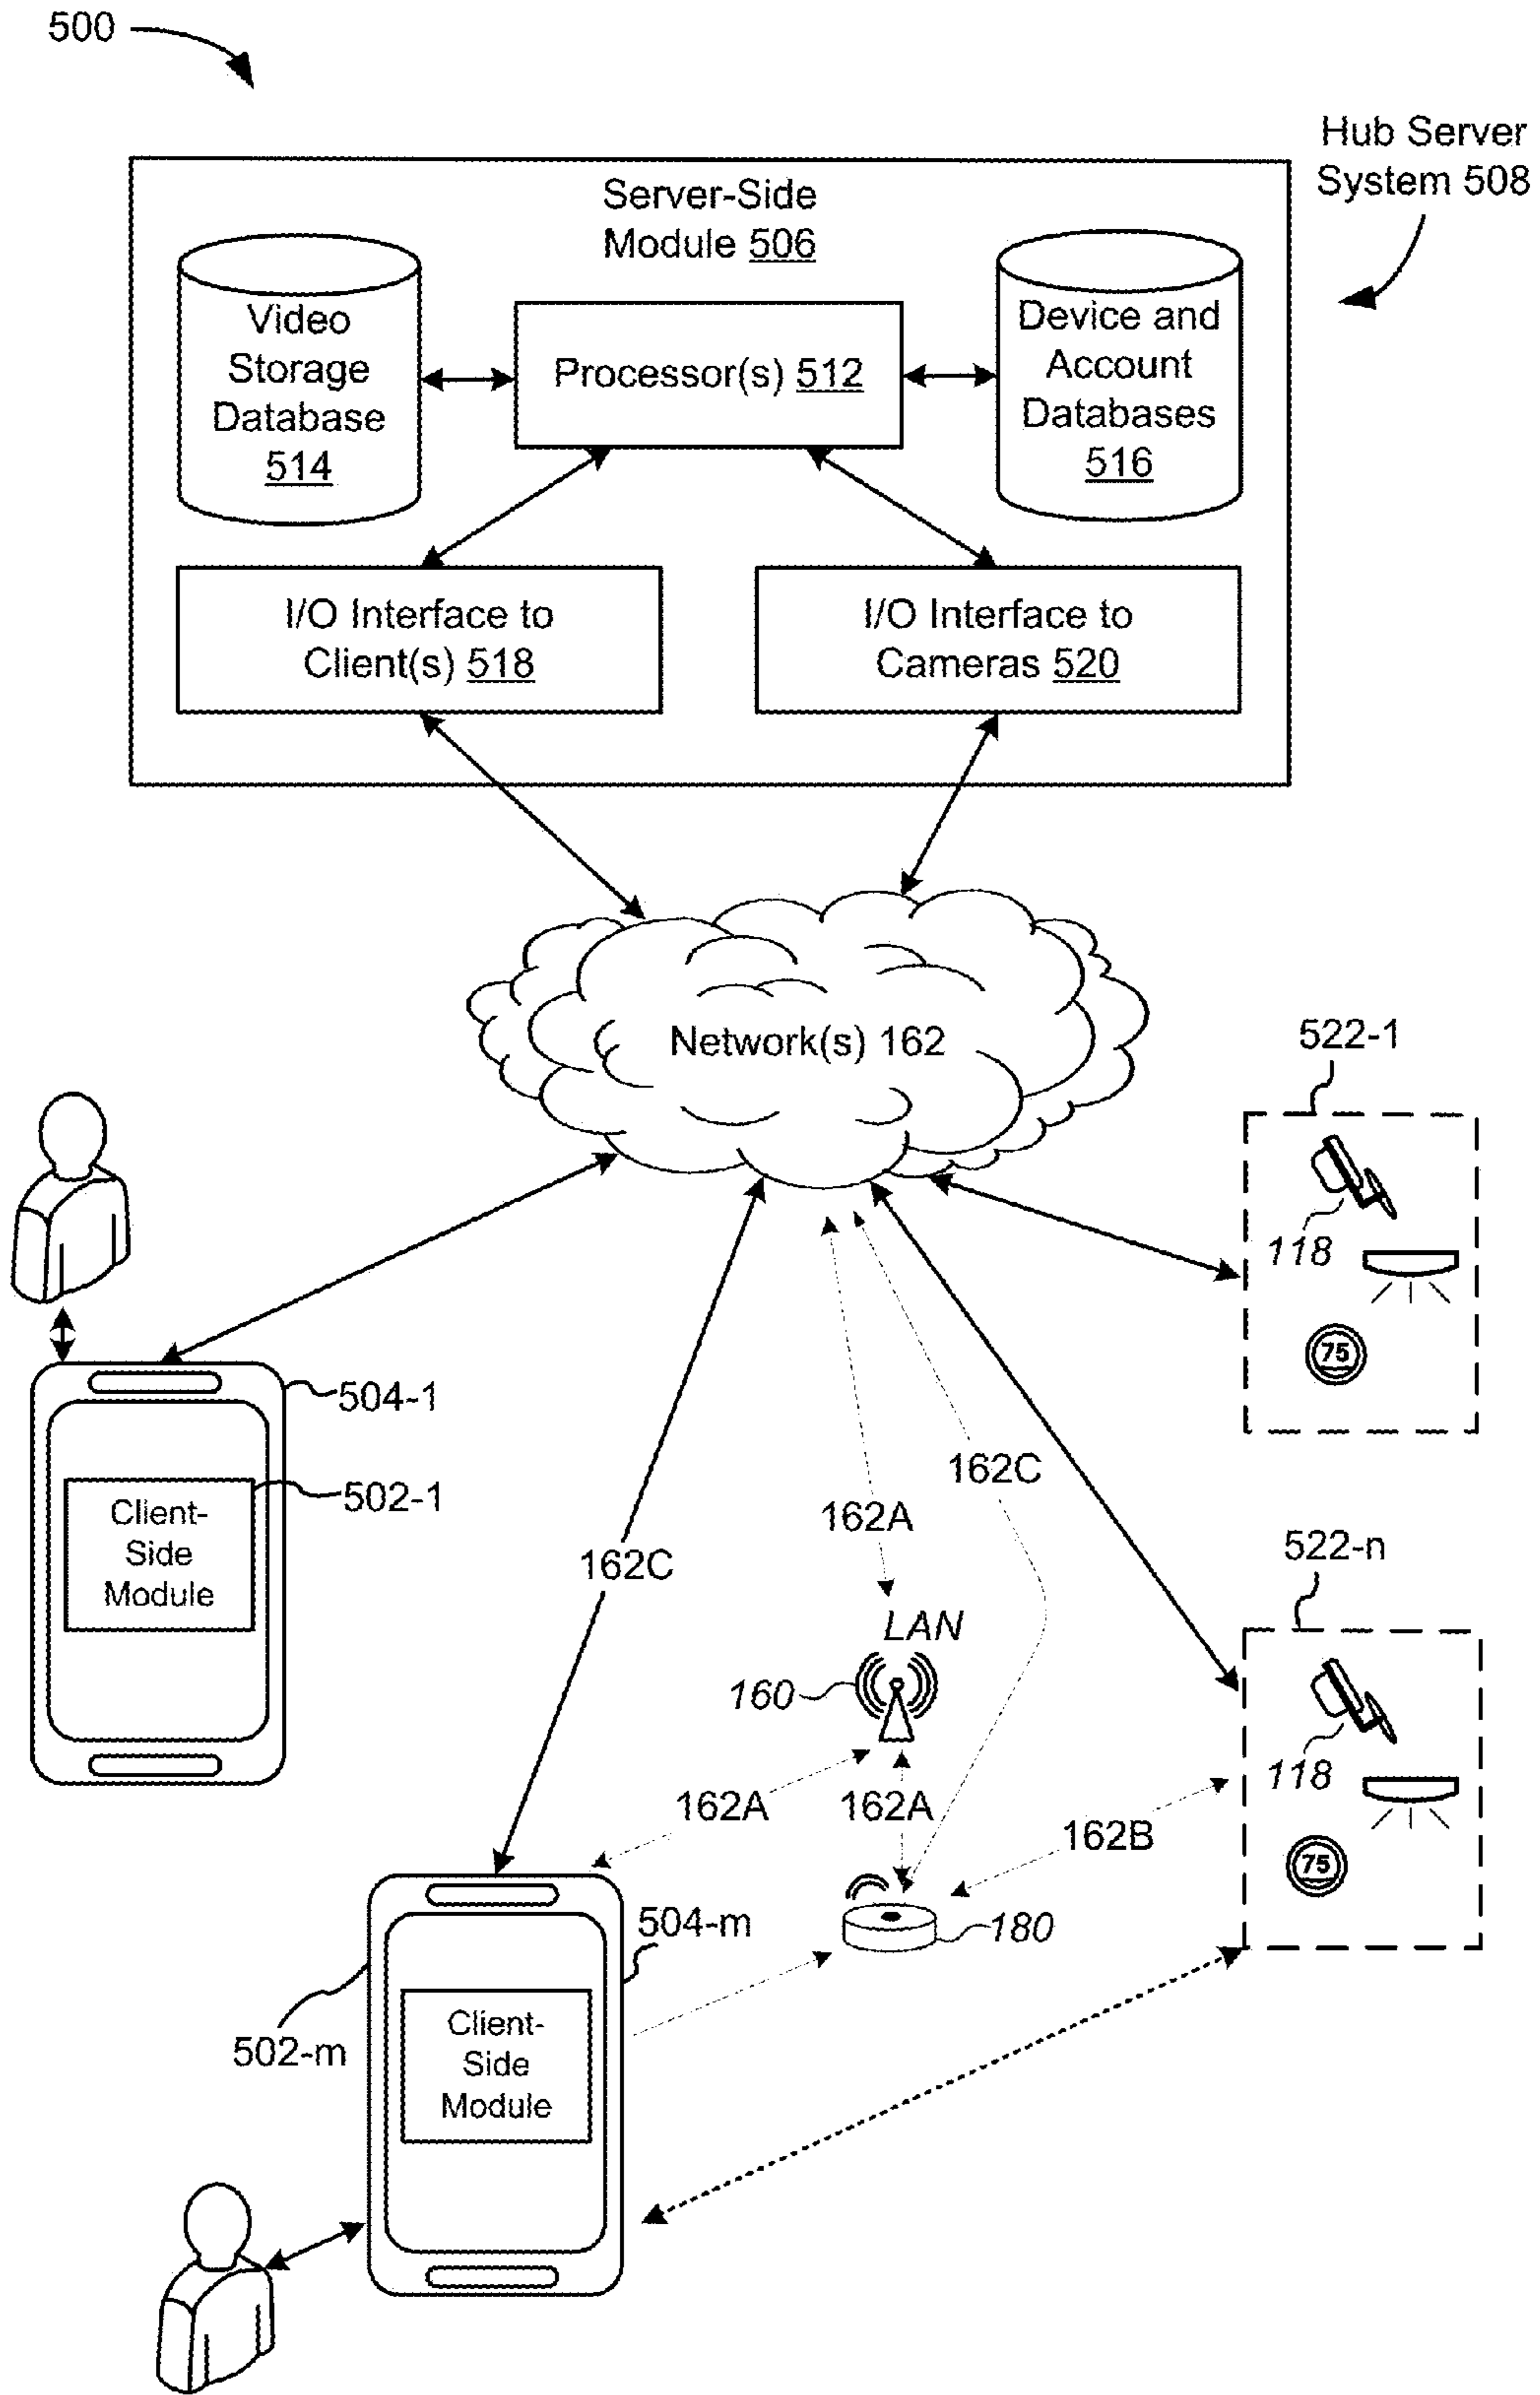 500
Hub Server
System 508
Server-Side
Module 506
Video
Storage
Database
514
Processor(s) 512
Device and
Account
Databases
516
I/O Interface to
Client(s) 518
I/O Interface to
Cameras 520
Network(s) 162
522-1
118
75
504-1
502-1
Client-
Side
Module
162C
162A
162C
522-n
LAN
160
118
162A
162A
162B
75
504-m
180
502-m
Client-
Side
Module